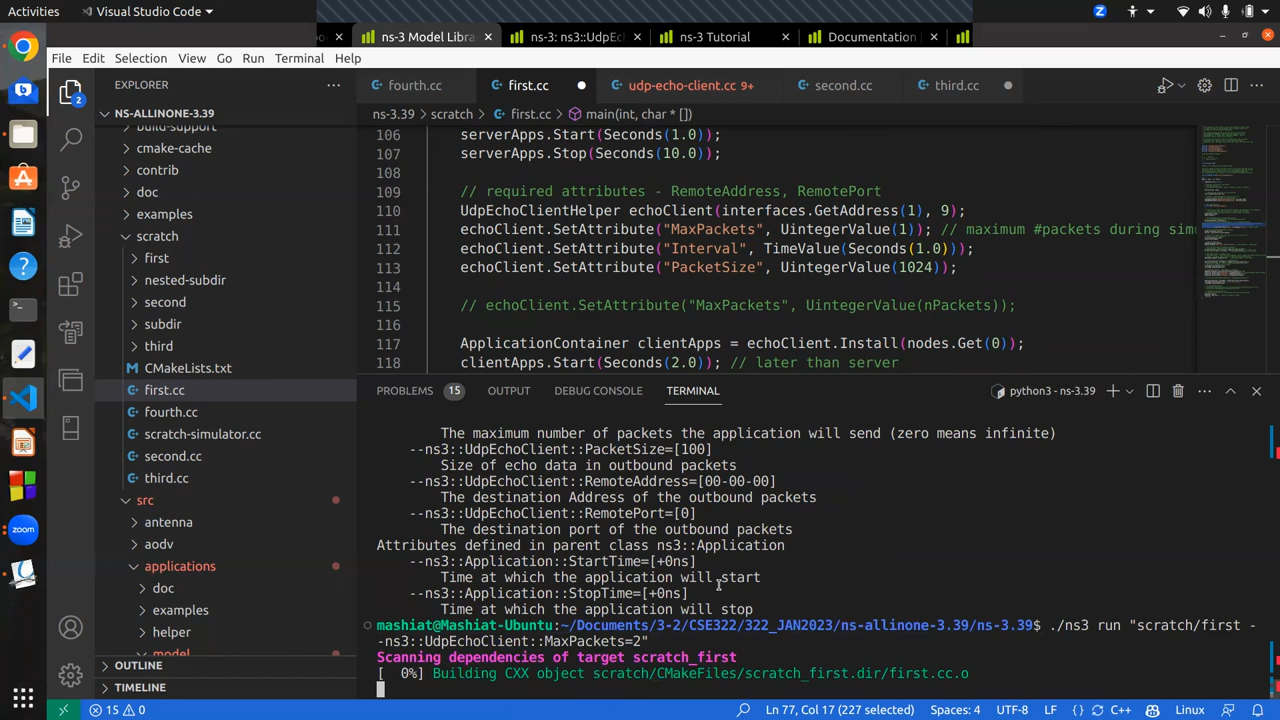 Activities
Visual Studio Code
ns-3 Model Libra
ns-3: ns3::UdpEc
ns-3 Tutorial
Documentation
File Edit Selection View Go Run Terminal Help
EXPLORER
fourth.cc
first.cc
udp-echo-client.cc 9+
second.cc
third.cc
2
NS-ALLINONE-3.39
ns-3.39 > scratch > first.cc > main(int, char * [])
build-support
cmake-cache
contrib
doc
examples
scratch
first
nested-subdir
second
subdir
third
CMakeLists.txt
first.cc
fourth.cc
scratch-simulator.cc
second.cc
third.cc
src
antenna
aodv
applications
doc
examples
helper
model
OUTLINE
TIMELINE
106 serverApps.Start(Seconds(1.0));
107 serverApps.Stop(Seconds(10.0));
108
109 // required attributes - RemoteAddress, RemotePort
110 UdpEchoClientHelper echoClient(interfaces.GetAddress(1), 9);
111 echoClient.SetAttribute("MaxPackets", UintegerValue(1)); // maximum #packets during simu
112 echoClient.SetAttribute("Interval", TimeValue(Seconds(1.0)));
113 echoClient.SetAttribute("PacketSize", UintegerValue(1024));
114
115 // echoClient.SetAttribute("MaxPackets", UintegerValue(nPackets));
116
117 ApplicationContainer clientApps = echoClient.Install(nodes.Get(0));
118 clientApps.Start(Seconds(2.0)); // later than server
PROBLEMS 15 OUTPUT DEBUG CONSOLE TERMINAL
python3 - ns-3.39
The maximum number of packets the application will send (zero means infinite)
--ns3::UdpEchoClient::PacketSize=[100]
Size of echo data in outbound packets
--ns3::UdpEchoClient::RemoteAddress=[00-00-00]
The destination Address of the outbound packets
--ns3::UdpEchoClient::RemotePort=[0]
The destination port of the outbound packets
Attributes defined in parent class ns3::Application
--ns3::Application::StartTime=[+0ns]
Time at which the application will start
--ns3::Application::StopTime=[+0ns]
Time at which the application will stop
mashiat@Mashiat-Ubuntu:~/Documents/3-2/CSE322/322_JAN2023/ns-allinone-3.39/ns-3.39$ ./ns3 run "scratch/first -
-ns3::UdpEchoClient::MaxPackets=2"
Scanning dependencies of target scratch_first
[  0%] Building CXX object scratch/CMakeFiles/scratch_first.dir/first.cc.o
zoom
15 0
Ln 77, Col 17 (227 selected)
Spaces: 4
UTF-8
LF
C++
Linux